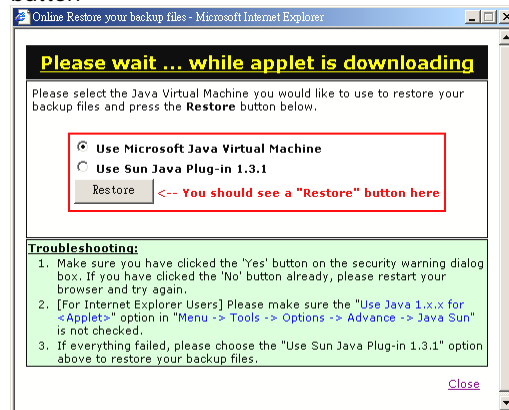 button
Online Restore your backup files - Microsoft Internet Explorer
Please wait ... while applet is downloading
Please select the Java Virtual Machine you would like to use to restore your
backup files and press the Restore button below.
Use Microsoft Java Virtual Machine
Use Sun Java Plug-in 1.3.1
Restore <-- You should see a "Restore" button here
Troubleshooting:
1. Make sure you have clicked the 'Yes' button on the security warning dialog
box. If you have clicked the 'No' button already, please restart your
browser and try again.
2. [For Internet Explorer Users] Please make sure the "Use Java 1.x.x for
<Applet>" option in "Menu -> Tools -> Options -> Advance -> Java Sun"
is not checked.
3. If everything failed, please choose the "Use Sun Java Plug-in 1.3.1" option
above to restore your backup files.
Close